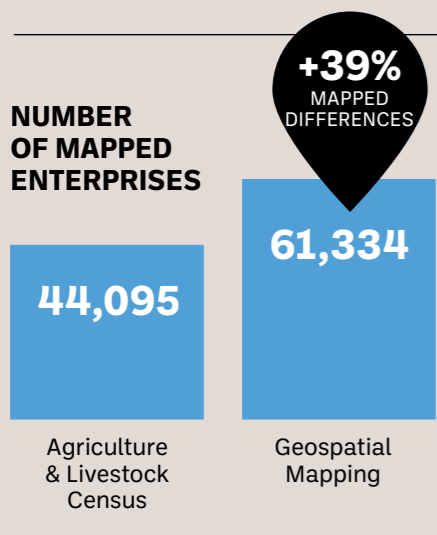 +39%
MAPPED
DIFFERENCES
NUMBER
OF MAPPED
ENTERPRISES
61,334
44,095
Agriculture
& Livestock
Census
Geospatial
Mapping